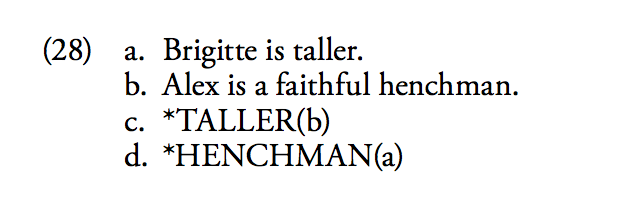 (28) a. Brigitte is taller.
b. Alex is a faithful henchman.
c. *TALLER(b)
d. *HENCHMAN(a)